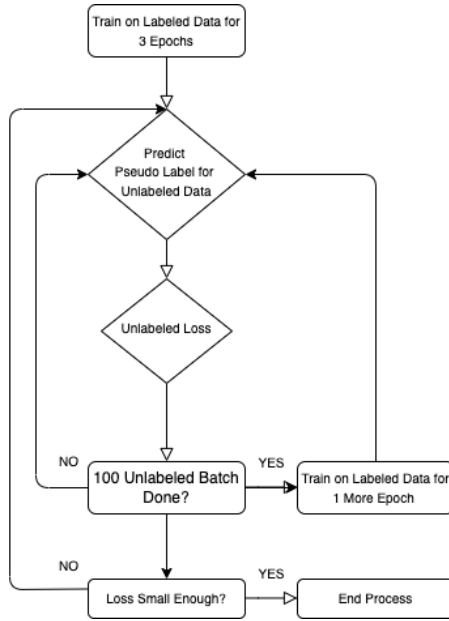 Train on Labeled Data for
3 Epochs
Predict
Pseudo Label for
Unlabeled Data
Unlabeled Loss
NO
YES
100 Unlabeled Batch
Done?
Train on Labeled Data for
1 More Epoch
NO
YES
Loss Small Enough?
End Process